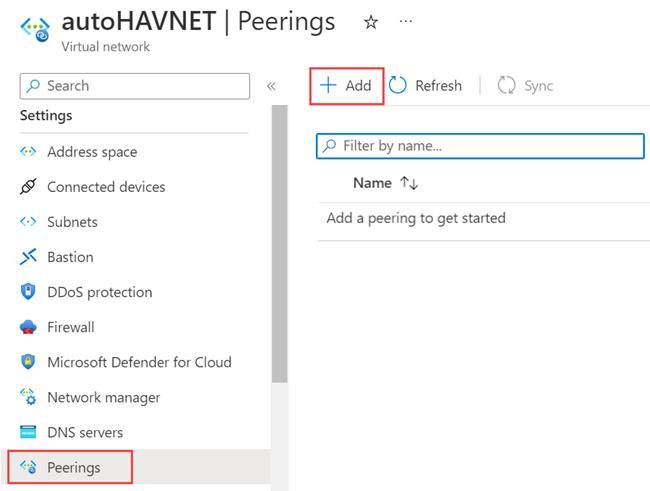 autoHAVNET | Peerings
Virtual network
Search
Settings
Address space
Connected devices
Subnets
Bastion
DDoS protection
Firewall
Microsoft Defender for Cloud
Network manager
DNS servers
Peerings
Add Refresh Sync
Filter by name...
Name
Add a peering to get started